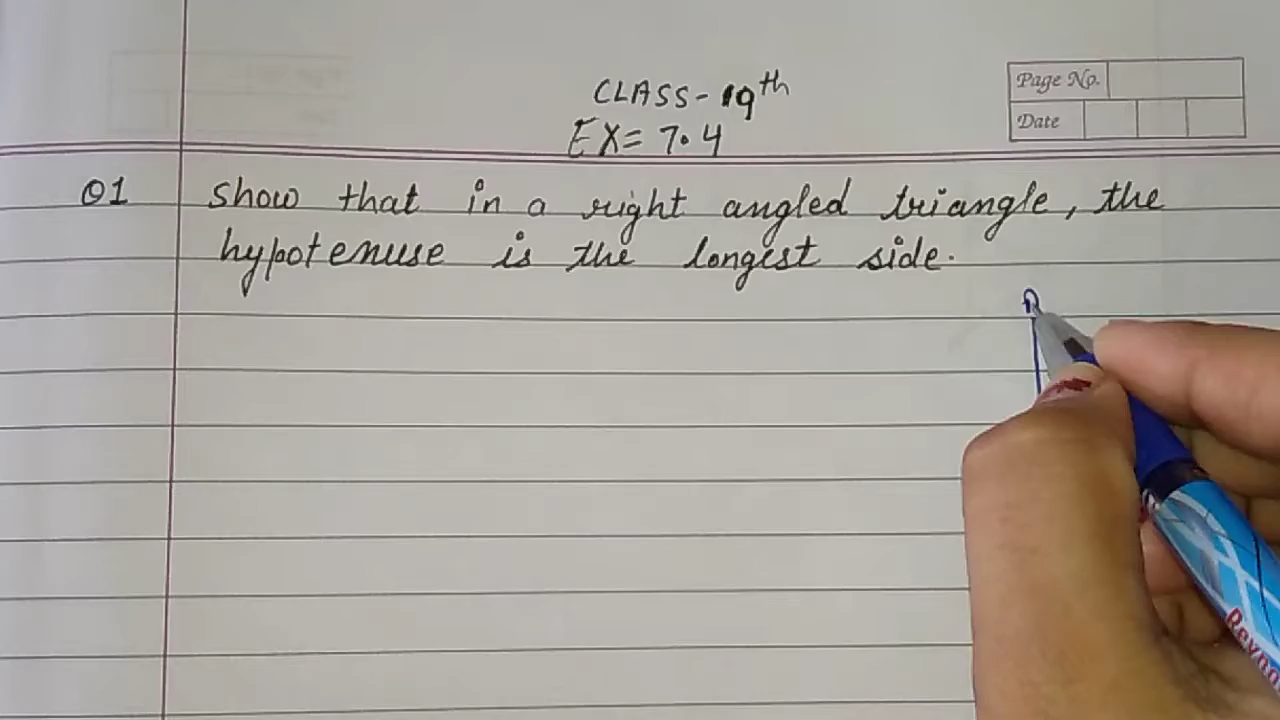 CLASS- 9th
EX= 7.4
Page No.
Date
Q1 Show that in a right angled triangle, the
hypotenuse is the longest side.